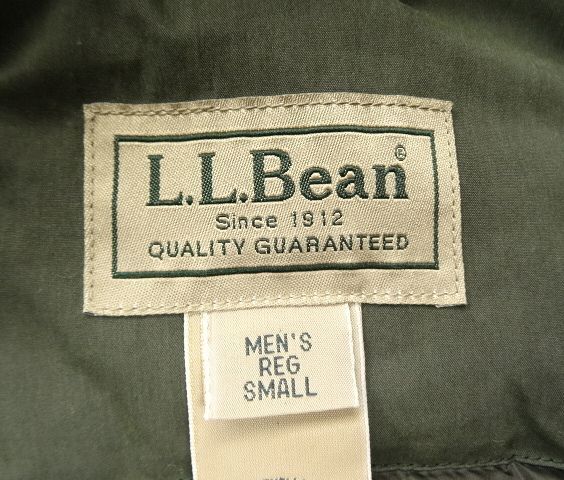 L.L.Bean®
Since 1912
QUALITY GUARANTEED
MEN'S
REG
SMALL